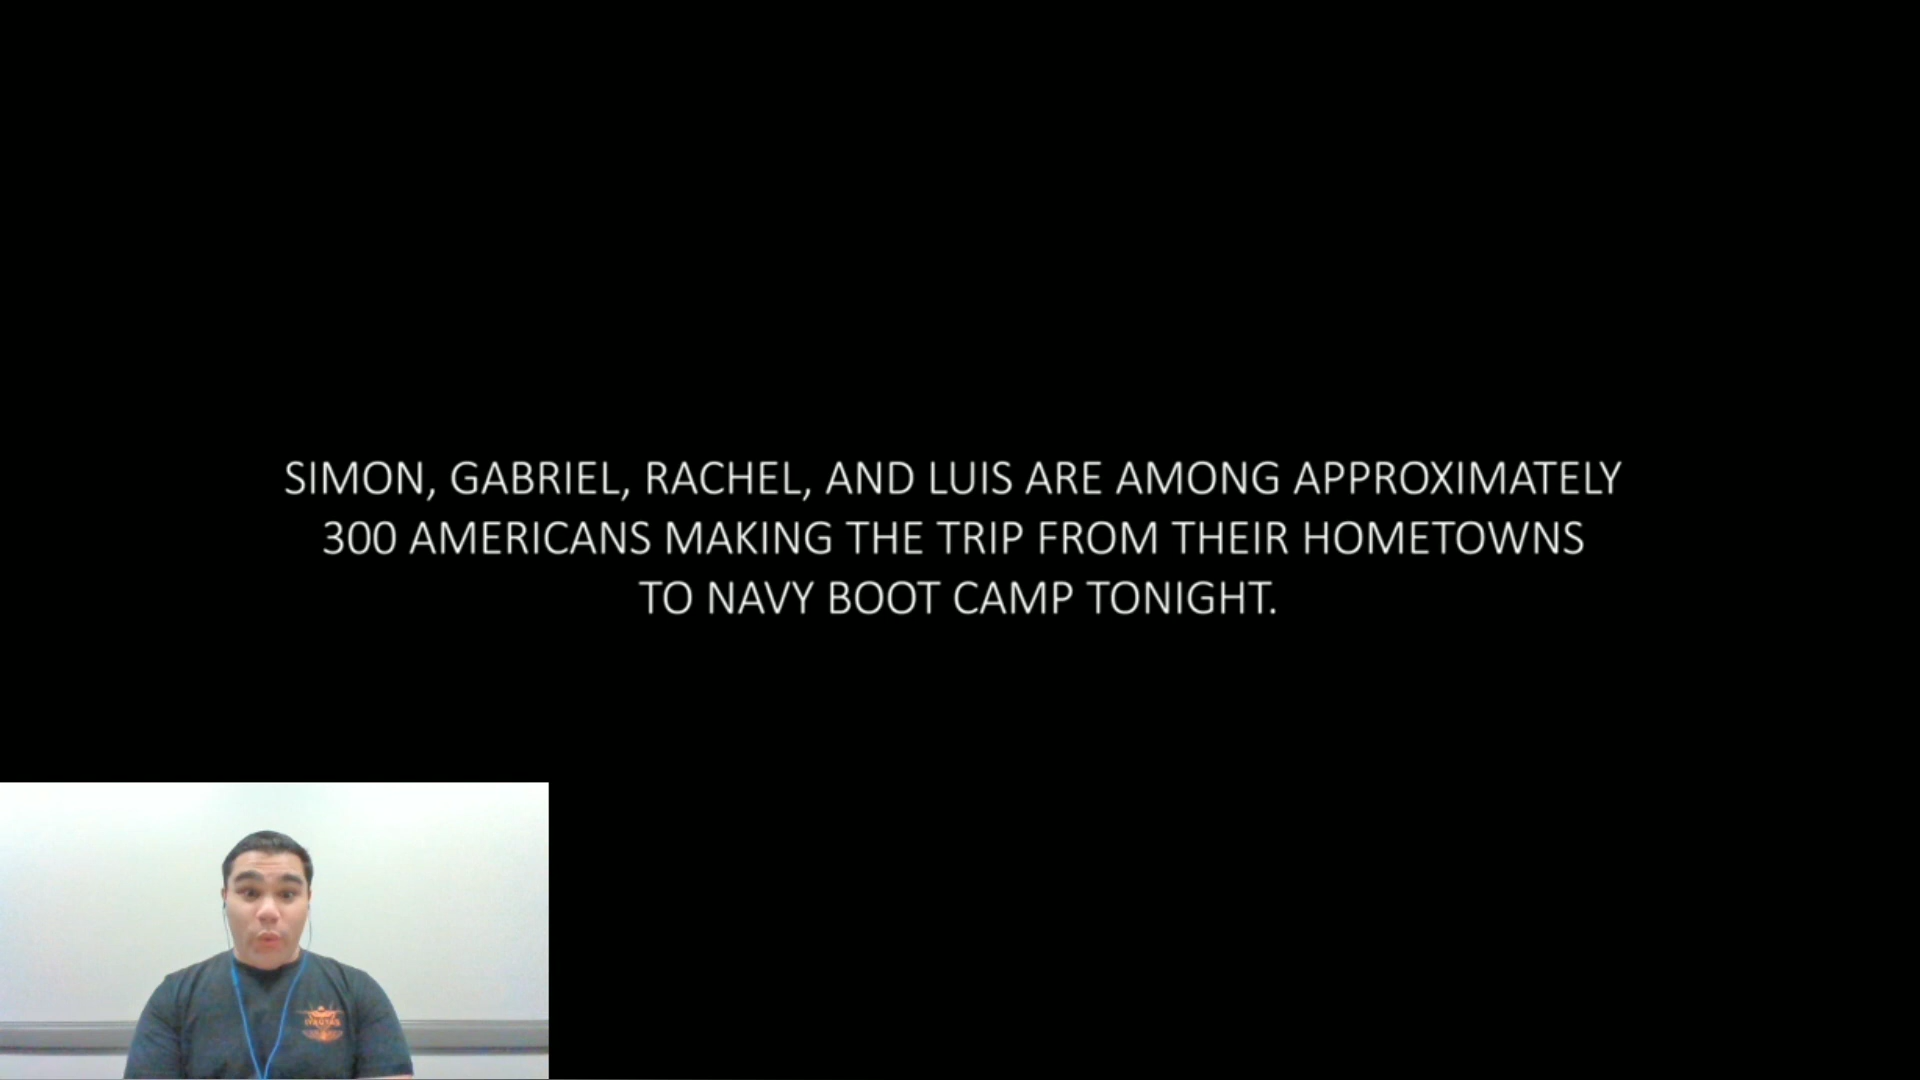 SIMON, GABRIEL, RACHEL, AND LUIS ARE AMONG APPROXIMATELY
300 AMERICANS MAKING THE TRIP FROM THEIR HOMETOWNS
TO NAVY BOOT CAMP TONIGHT.